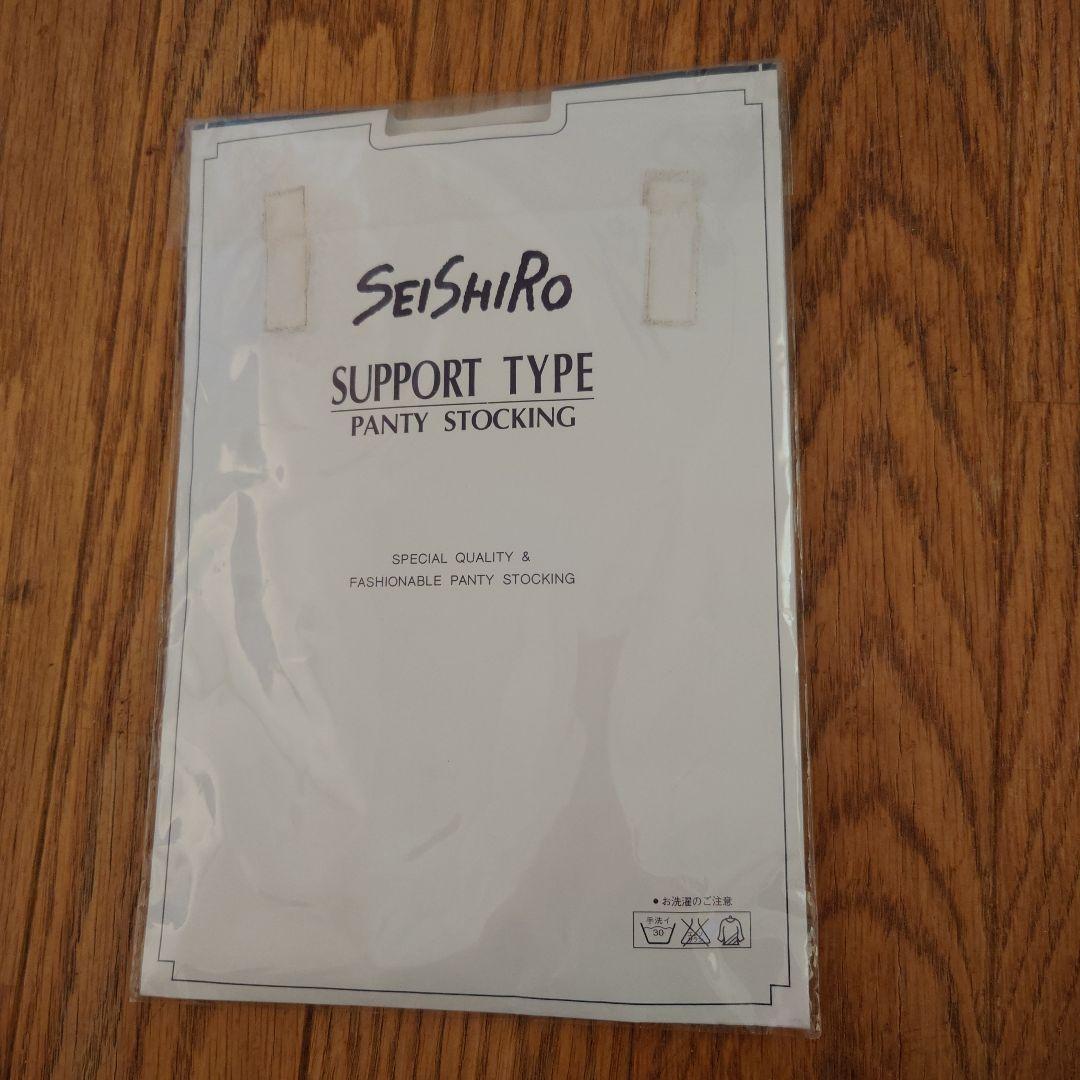 SEISHIRO
SUPPORT TYPE
PANTY STOCKING
SPECIAL QUALITY &
FASHIONABLE PANTY STOCKING
• お洗濯のご注意
手洗イ
30